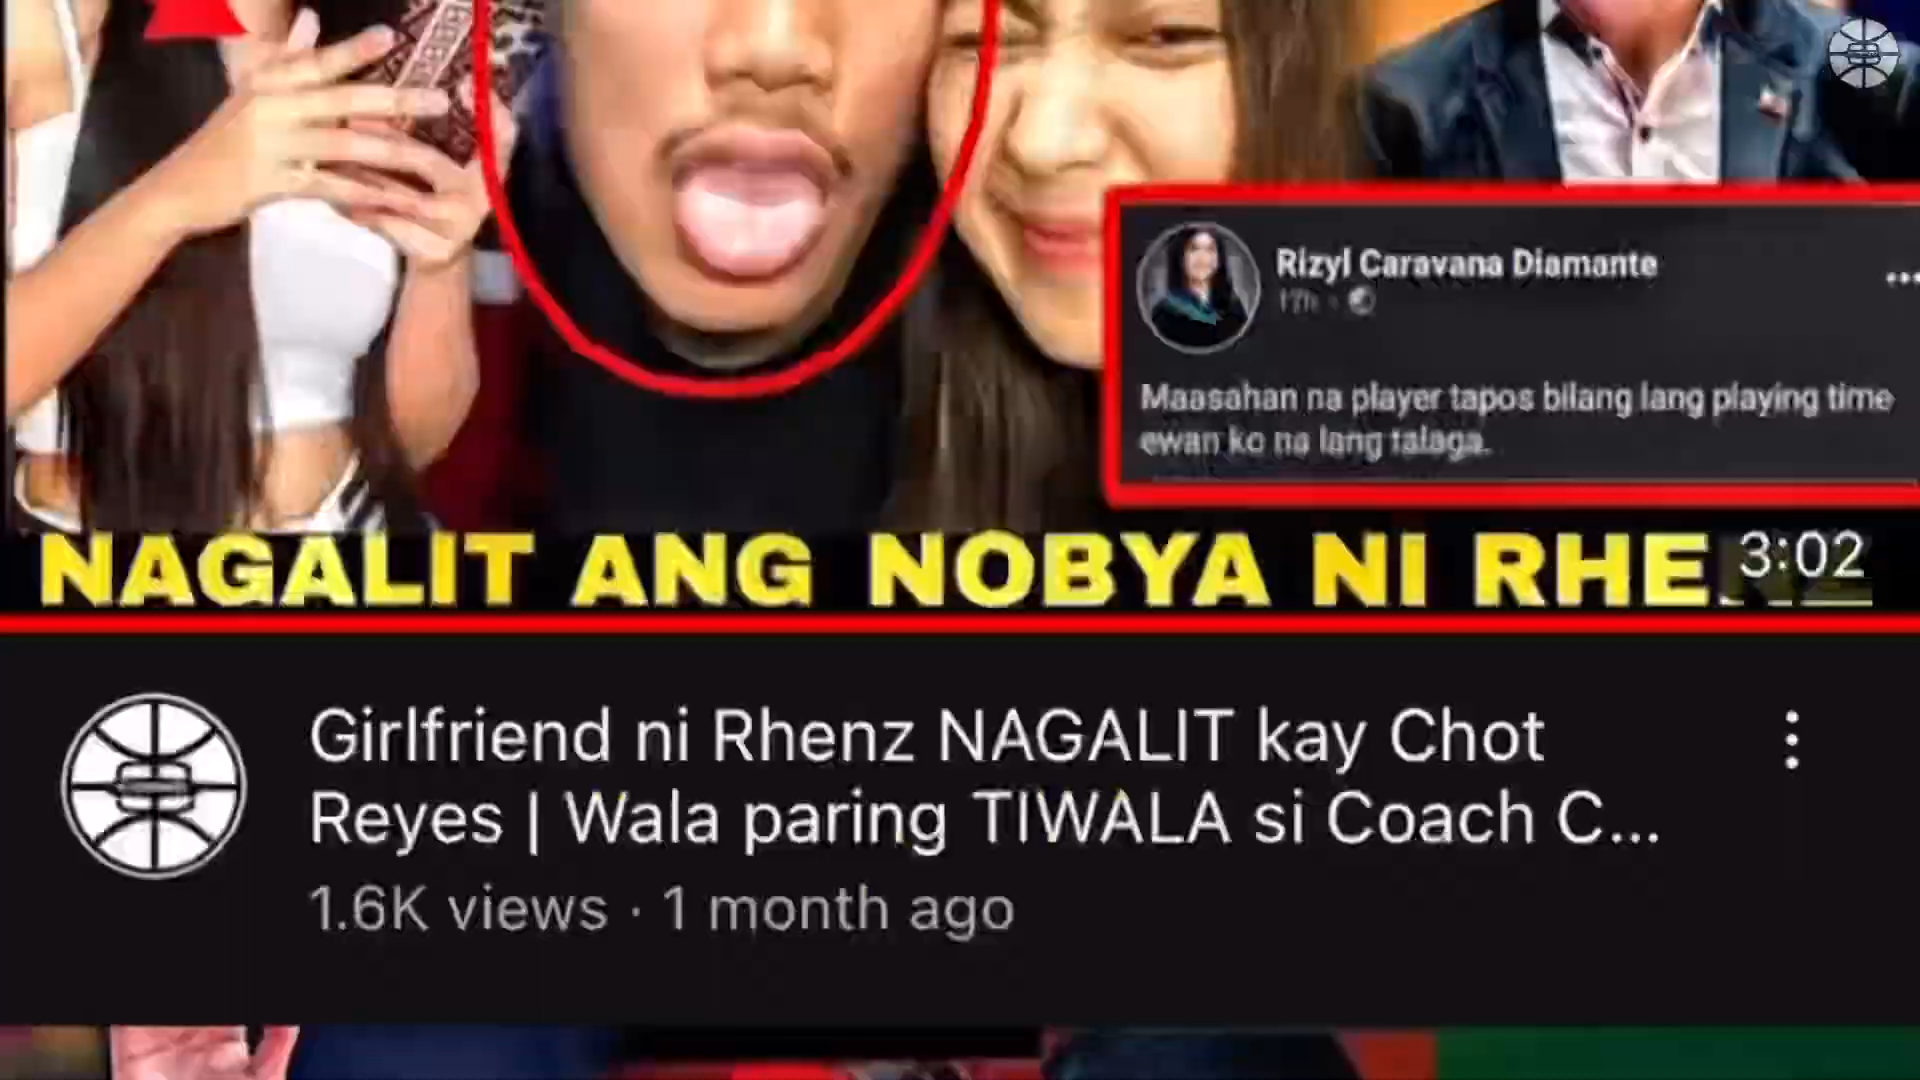 Rizyl Caravana Diamante
17h
Maasahan na player tapos bilang lang playing time
ewan ko na lang talaga.
NAGALIT ANG NOBYA NI RHE
3:02
Girlfriend ni Rhenz NAGALIT kay Chot
Reyes | Wala paring TIWALA si Coach C...
1.6K views · 1 month ago